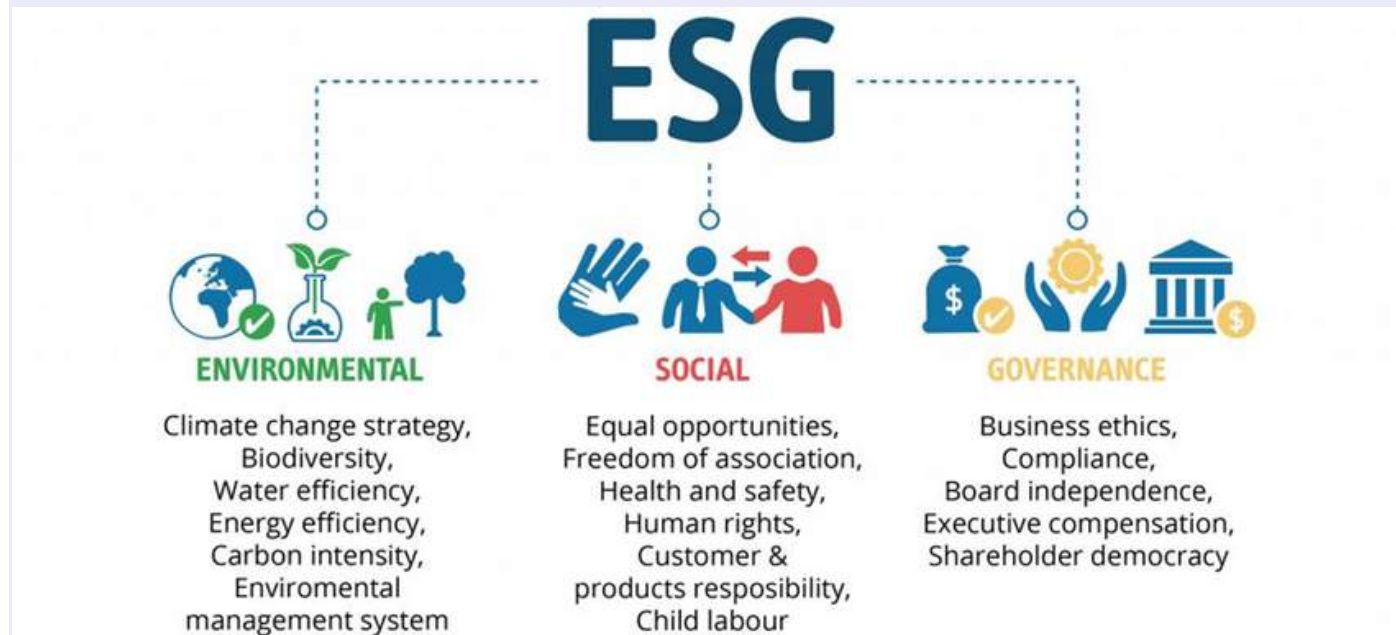 ESG
ENVIRONMENTAL
Climate change strategy,
Biodiversity,
Water efficiency,
Energy efficiency,
Carbon intensity,
Enviromental
management system
SOCIAL
Equal opportunities,
Freedom of association,
Health and safety,
Human rights,
Customer &
products resposibility,
Child labour
$
$
GOVERNANCE
Business ethics,
Compliance,
Board independence,
Executive compensation,
Shareholder democracy